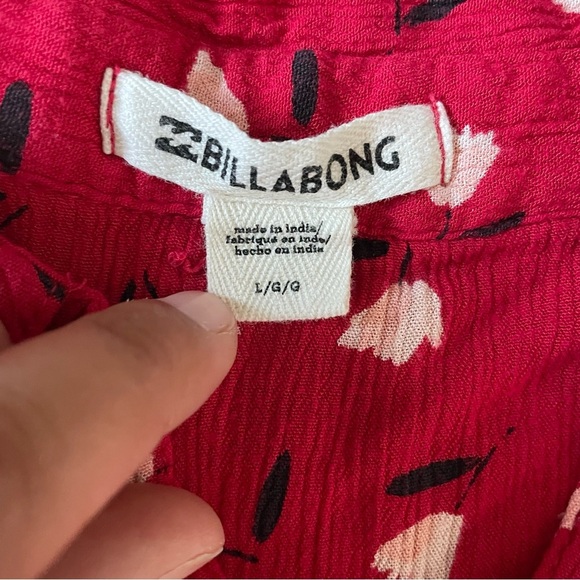 BILLABONG
made in india/
fabriqué en inde/
hecho en india
L/G/G